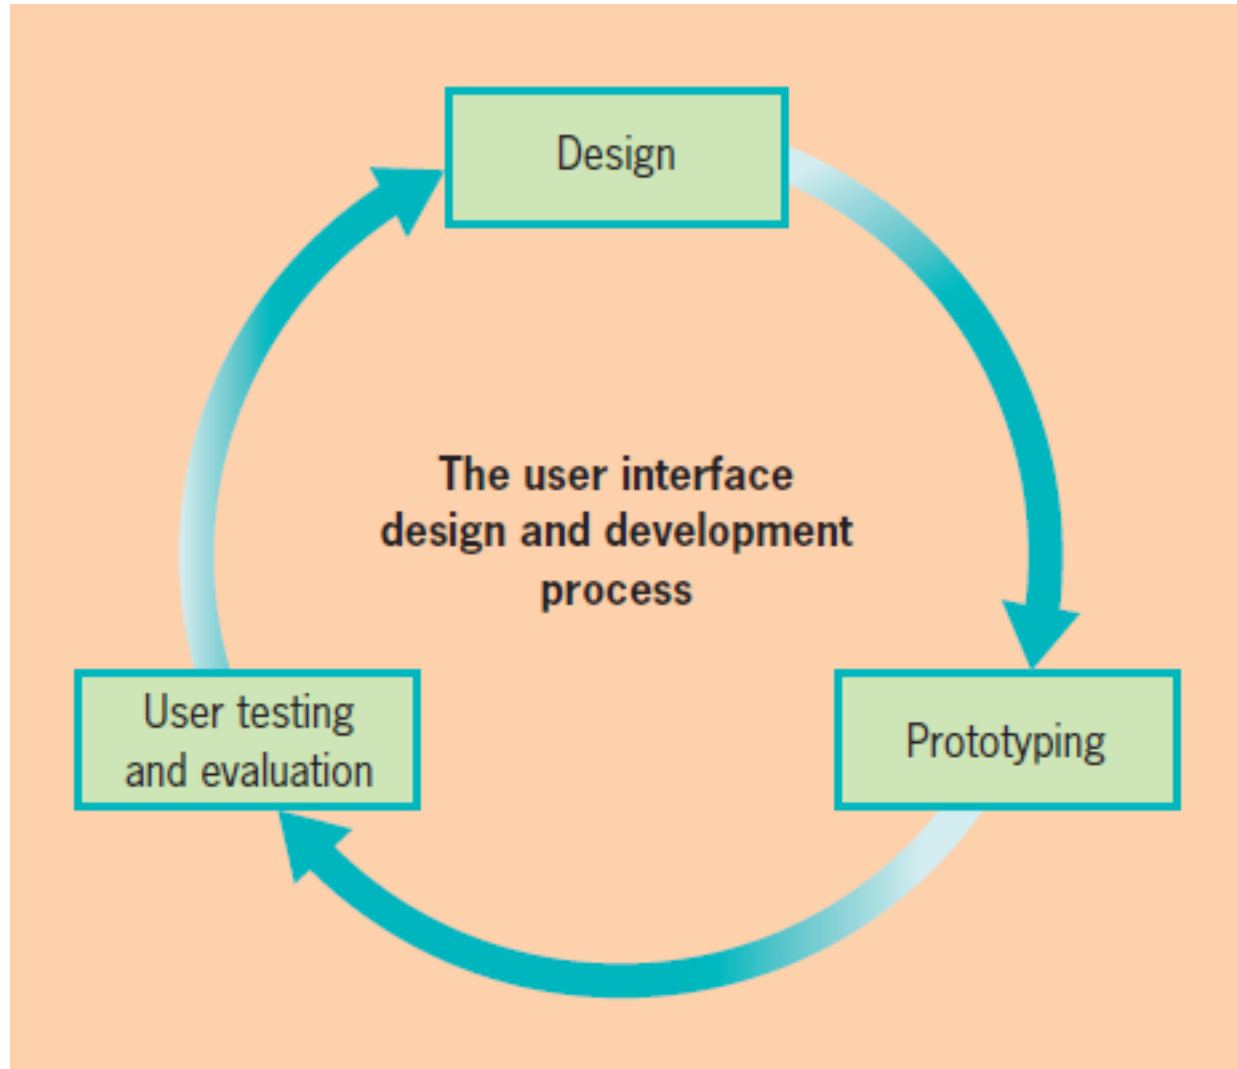 Design
The user interface
design and development
process
User testing
and evaluation
Prototyping